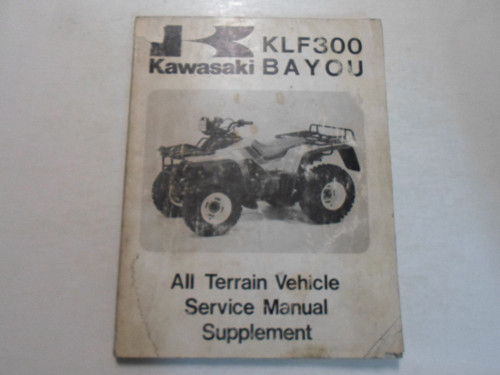 KLF300
Kawasaki BAYOU
All Terrain Vehicle
Service Manual
Supplement